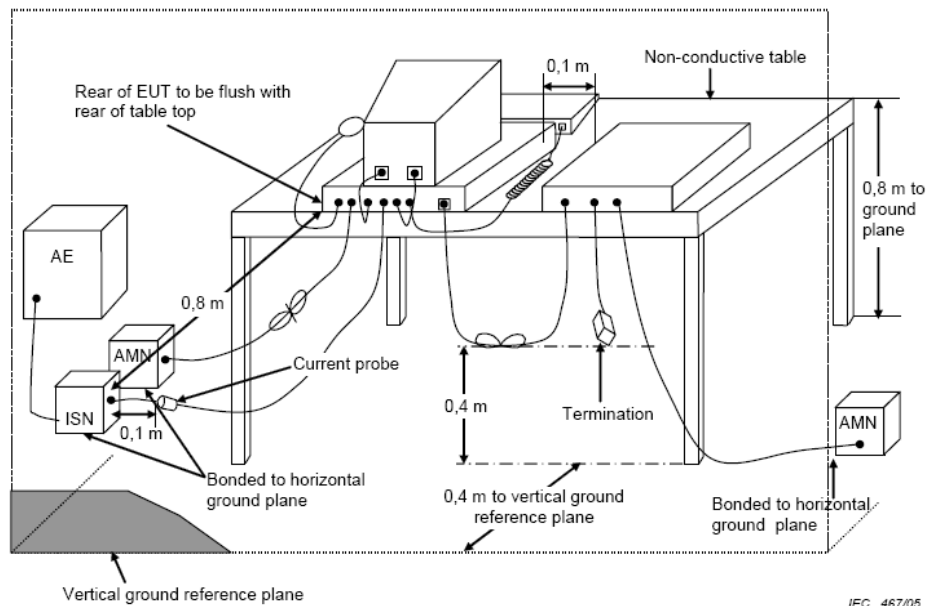 0,1 m
Non-conductive table
Rear of EUT to be flush with
rear of table top
0,8 m to
ground
plane
AE
0,8 m
AMN
Current probe
ISN
0,1 m
0,4 m
Termination
AMN
Bonded to horizontal
ground plane
0,4 m to vertical ground
reference plane
Bonded to horizontal
ground plane
Vertical ground reference plane
IEC 467/05